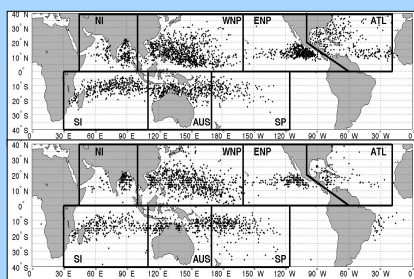 40 N
30 N
20 N
10 N
0
10 S
20 S
30 S
40 S
NI
WNP
ENP
ATL
SI
AUS
SP
0
30 E
60 E
90 E
120 E
150 E
180 E
150 W
120 W
90 W
60 W
30 W
0
40 N
30 N
20 N
10 N
0
10 S
20 S
30 S
40 S
NI
WNP
ENP
ATL
SI
AUS
SP
0
30 E
60 E
90 E
120 E
150 E
180 E
150 W
120 W
90 W
60 W
30 W
0